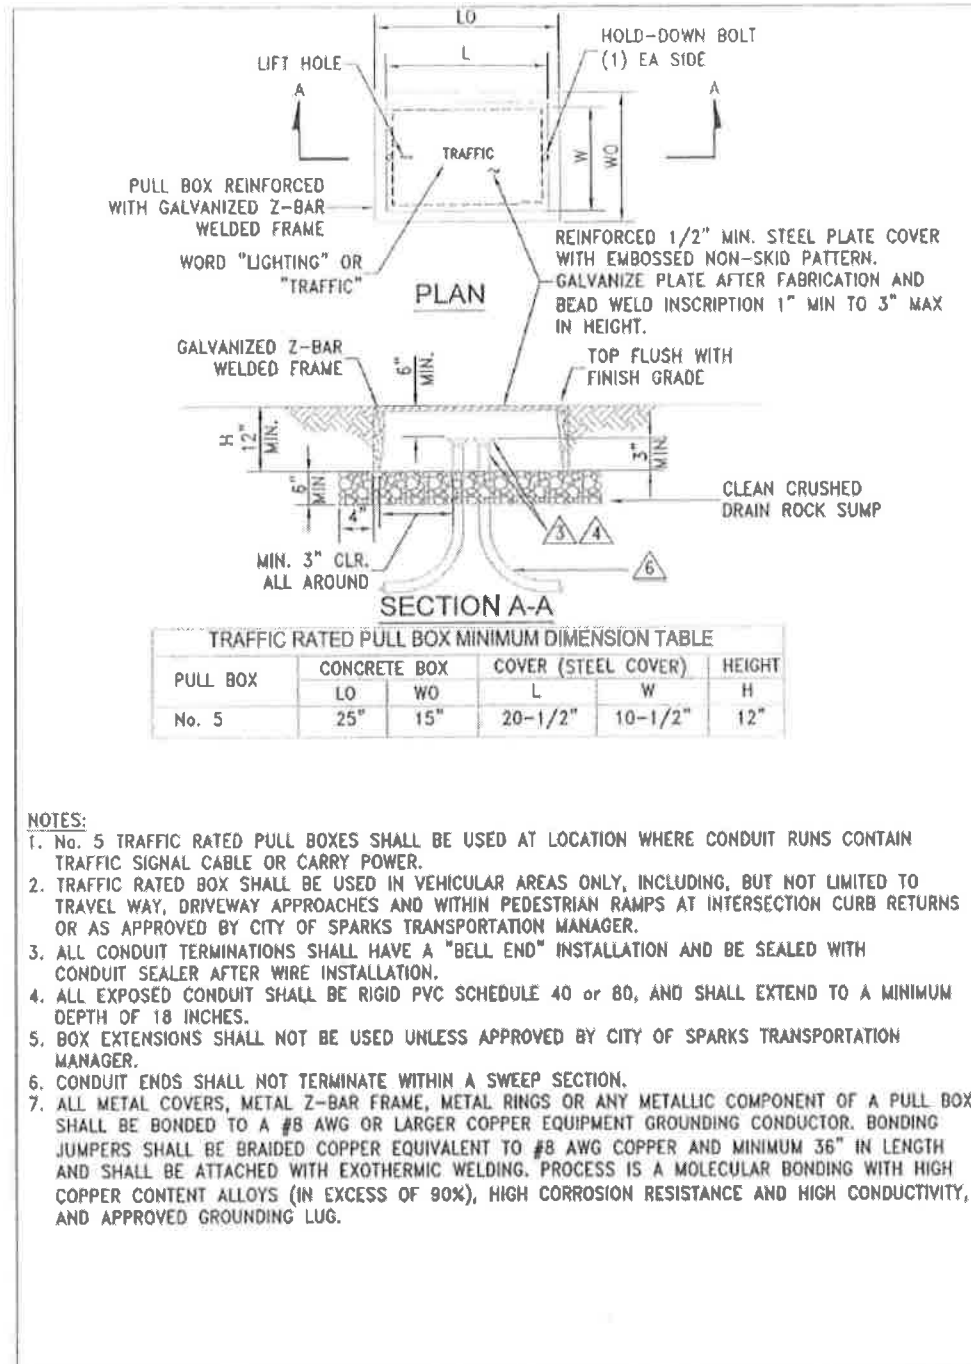 LO
HOLD-DOWN BOLT
(1) EA SIDE
L
LIFT HOLE
A
A
TRAFFIC
W
WO
PULL BOX REINFORCED
WITH GALVANIZED Z-BAR
WELDED FRAME
REINFORCED 1/2" MIN. STEEL PLATE COVER
WITH EMBOSSED NON-SKID PATTERN.
GALVANIZE PLATE AFTER FABRICATION AND
BEAD WELD INSCRIPTION 1" MIN TO 3" MAX
IN HEIGHT.
WORD "LIGHTING" OR
"TRAFFIC"
PLAN
GALVANIZED Z-BAR
WELDED FRAME
6"
MIN.
TOP FLUSH WITH
FINISH GRADE
H
12"
MIN.
3"
MIN.
6"
MIN.
4"
CLEAN CRUSHED
DRAIN ROCK SUMP
3
4
6
MIN. 3" CLR.
ALL AROUND
SECTION A-A
TRAFFIC RATED PULL BOX MINIMUM DIMENSION TABLE
PULL BOX CONCRETE BOX COVER (STEEL COVER) HEIGHT
LO WO L W H
No. 5 25" 15" 20-1/2" 10-1/2" 12"
NOTES:
1. No. 5 TRAFFIC RATED PULL BOXES SHALL BE USED AT LOCATION WHERE CONDUIT RUNS CONTAIN
TRAFFIC SIGNAL CABLE OR CARRY POWER.
2. TRAFFIC RATED BOX SHALL BE USED IN VEHICULAR AREAS ONLY, INCLUDING, BUT NOT LIMITED TO
TRAVEL WAY, DRIVEWAY APPROACHES AND WITHIN PEDESTRIAN RAMPS AT INTERSECTION CURB RETURNS
OR AS APPROVED BY CITY OF SPARKS TRANSPORTATION MANAGER.
3. ALL CONDUIT TERMINATIONS SHALL HAVE A "BELL END" INSTALLATION AND BE SEALED WITH
CONDUIT SEALER AFTER WIRE INSTALLATION.
4. ALL EXPOSED CONDUIT SHALL BE RIGID PVC SCHEDULE 40 or 80, AND SHALL EXTEND TO A MINIMUM
DEPTH OF 18 INCHES.
5. BOX EXTENSIONS SHALL NOT BE USED UNLESS APPROVED BY CITY OF SPARKS TRANSPORTATION
MANAGER.
6. CONDUIT ENDS SHALL NOT TERMINATE WITHIN A SWEEP SECTION.
7. ALL METAL COVERS, METAL Z-BAR FRAME, METAL RINGS OR ANY METALLIC COMPONENT OF A PULL BOX
SHALL BE BONDED TO A #8 AWG OR LARGER COPPER EQUIPMENT GROUNDING CONDUCTOR. BONDING
JUMPERS SHALL BE BRAIDED COPPER EQUIVALENT TO #8 AWG COPPER AND MINIMUM 36" IN LENGTH
AND SHALL BE ATTACHED WITH EXOTHERMIC WELDING. PROCESS IS A MOLECULAR BONDING WITH HIGH
COPPER CONTENT ALLOYS (IN EXCESS OF 90%), HIGH CORROSION RESISTANCE AND HIGH CONDUCTIVITY,
AND APPROVED GROUNDING LUG.